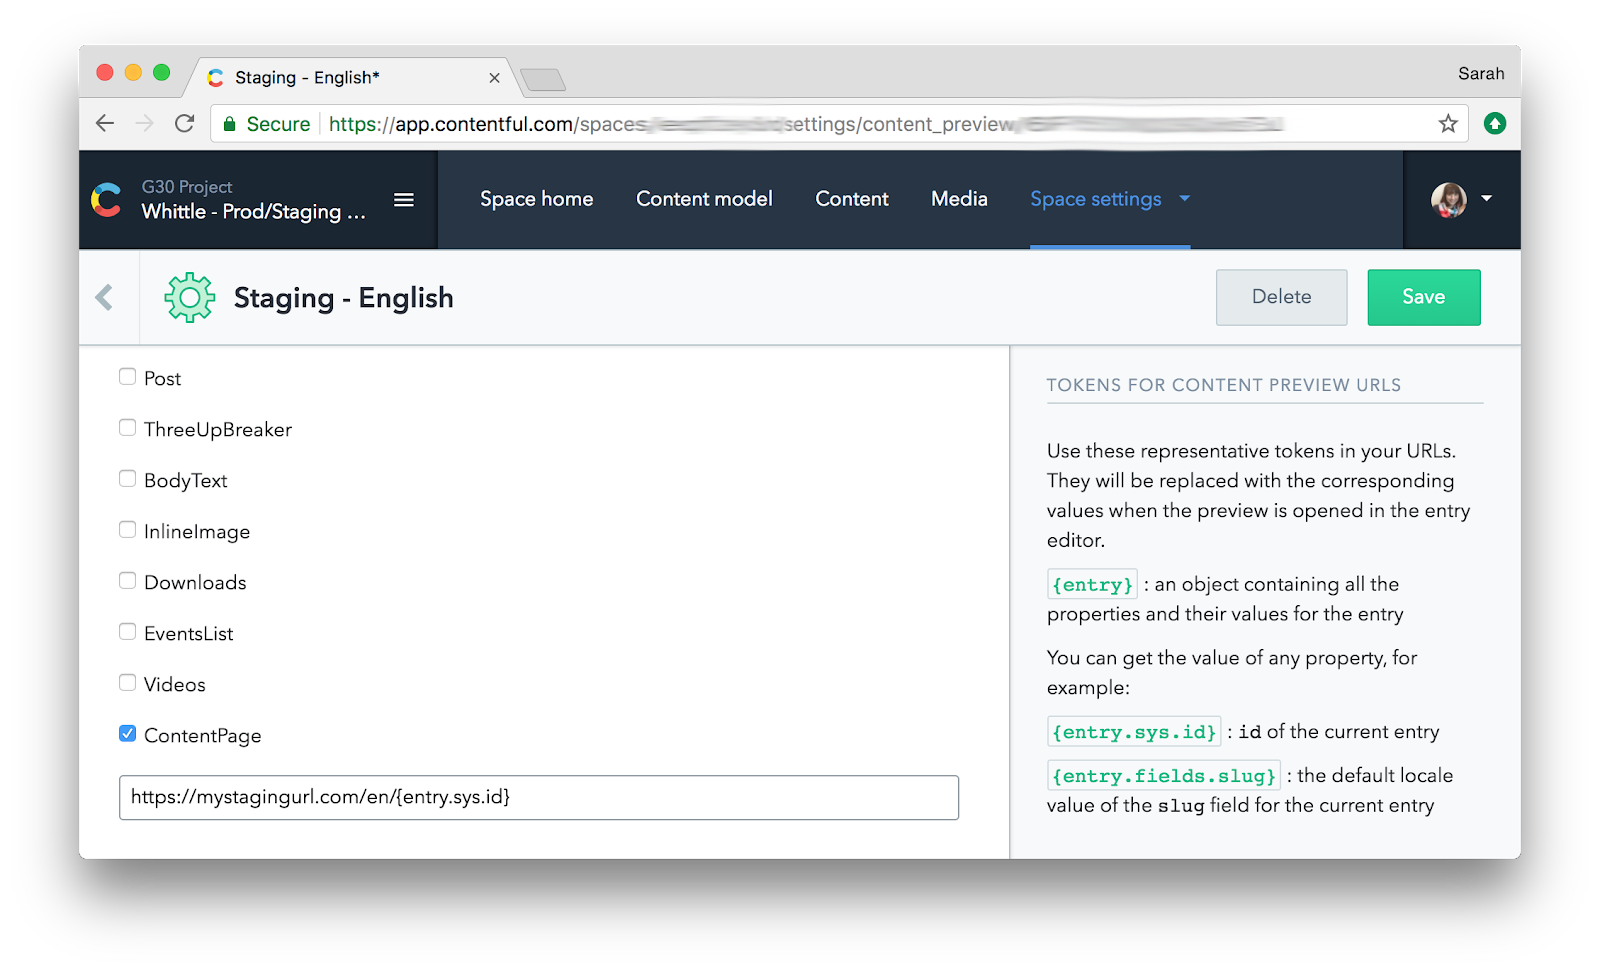 Staging - English*
Sarah
Secure https://app.contentful.com/spaces settings/content_preview
G30 Project
Whittle - Prod/Staging ...
Space home
Content model
Content
Media
Space settings
Staging - English
Delete
Save
Post
ThreeUpBreaker
BodyText
InlineImage
Downloads
EventsList
Videos
ContentPage
https://mystagingurl.com/en/{entry.sys.id}
TOKENS FOR CONTENT PREVIEW URLS
Use these representative tokens in your URLs.
They will be replaced with the corresponding
values when the preview is opened in the entry
editor.
{entry} : an object containing all the
properties and their values for the entry
You can get the value of any property, for
example:
{entry.sys.id} : id of the current entry
{entry.fields.slug} : the default locale
value of the slug field for the current entry